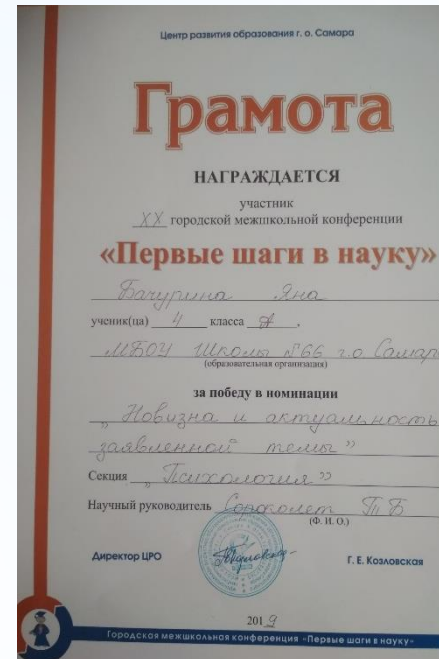 Центр развития образования г. о. Самара
Грамота
НАГРАЖДАЕТСЯ
участник
XX городской межшкольной конференции
«Первые шаги в науку»
Бачурина Яна
ученик(ца) 4 класса А,
МБОУ Школы №66 г.о. Самар
(образовательная организация)
за победу в номинации
„Новизна и актуальность
заявленной темы”
Секция „Психология”
Научный руководитель Сороколет Т Б
(Ф. И. О.)
Директор ЦРО Г. Е. Козловская
2019
Городская межшкольная конференция «Первые шаги в науку»